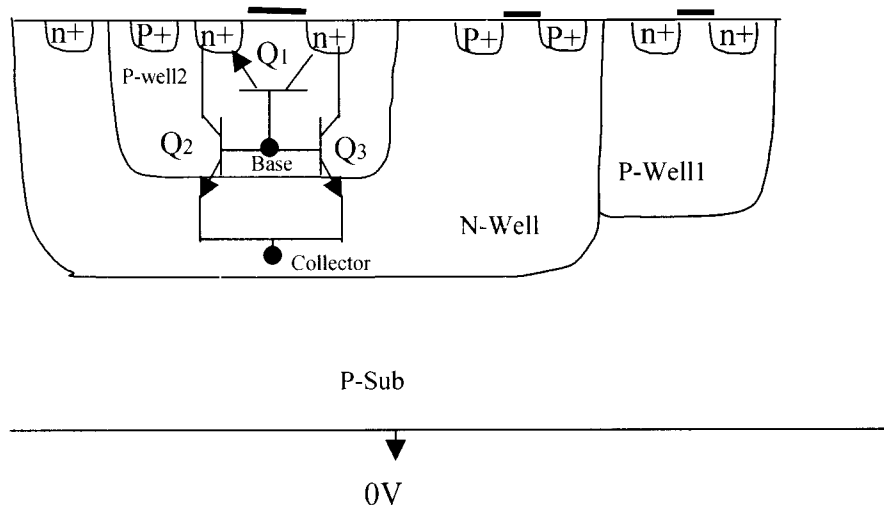 n+ P+ n+ n+ P+ P+ n+ n+
Q1
P-well2
Q2 Q3
Base
P-Well1
N-Well
Collector
P-Sub
0V